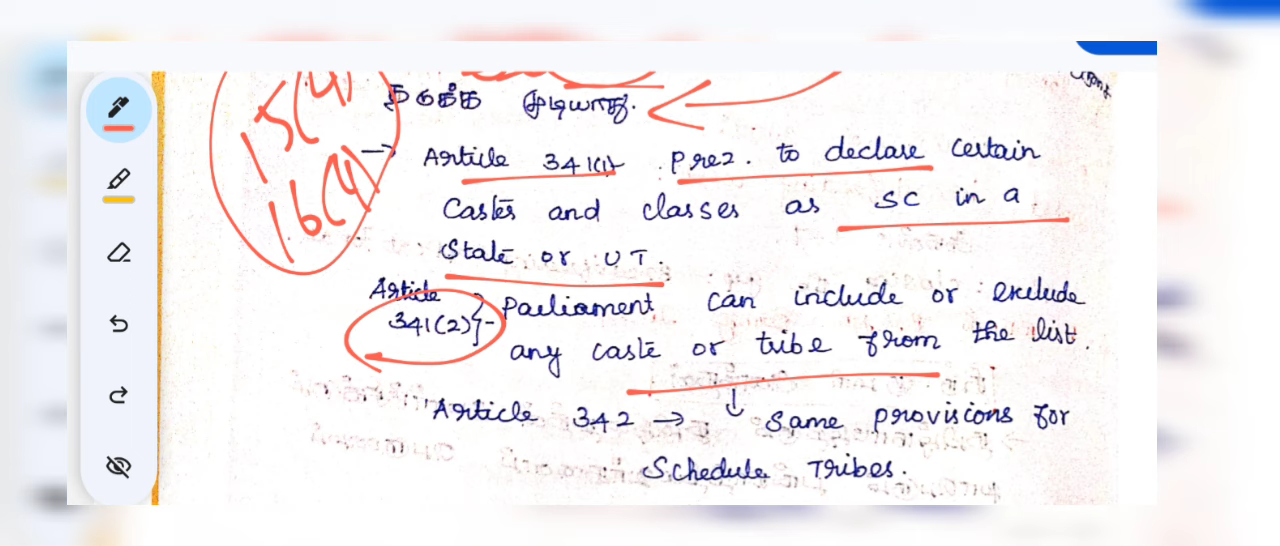 15(4)
16(4)
தகுக்க முடியாது.
→ Article 341(1) Prez. to declare certain
Castes and classes as SC in a
State or UT.
Article
341(2)} - Parliament can include or exclude
any caste or tribe from the list.
Article 342 → ↓ Same provisions for
Schedule Tribes.